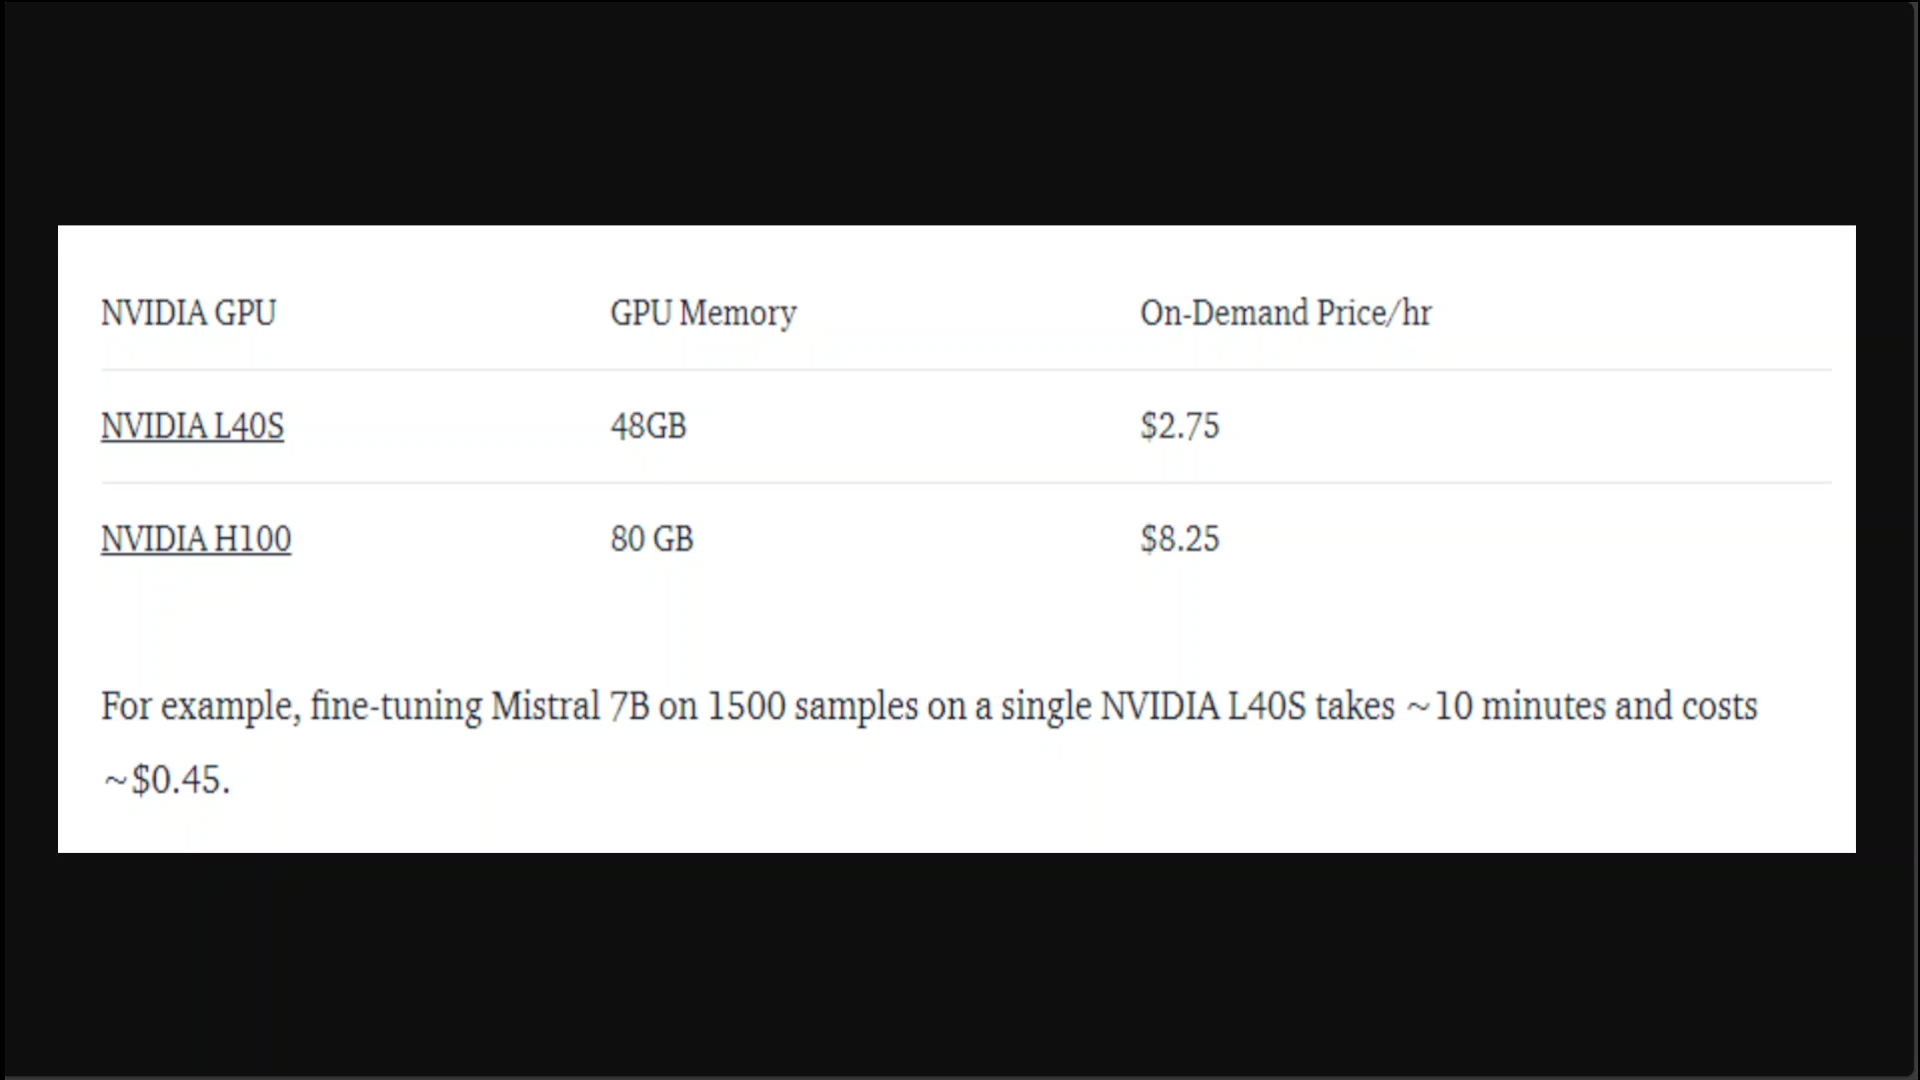 NVIDIA GPU GPU Memory On-Demand Price/hr
NVIDIA L40S 48GB $2.75
NVIDIA H100 80 GB $8.25
For example, fine-tuning Mistral 7B on 1500 samples on a single NVIDIA L40S takes ~10 minutes and costs
~$0.45.